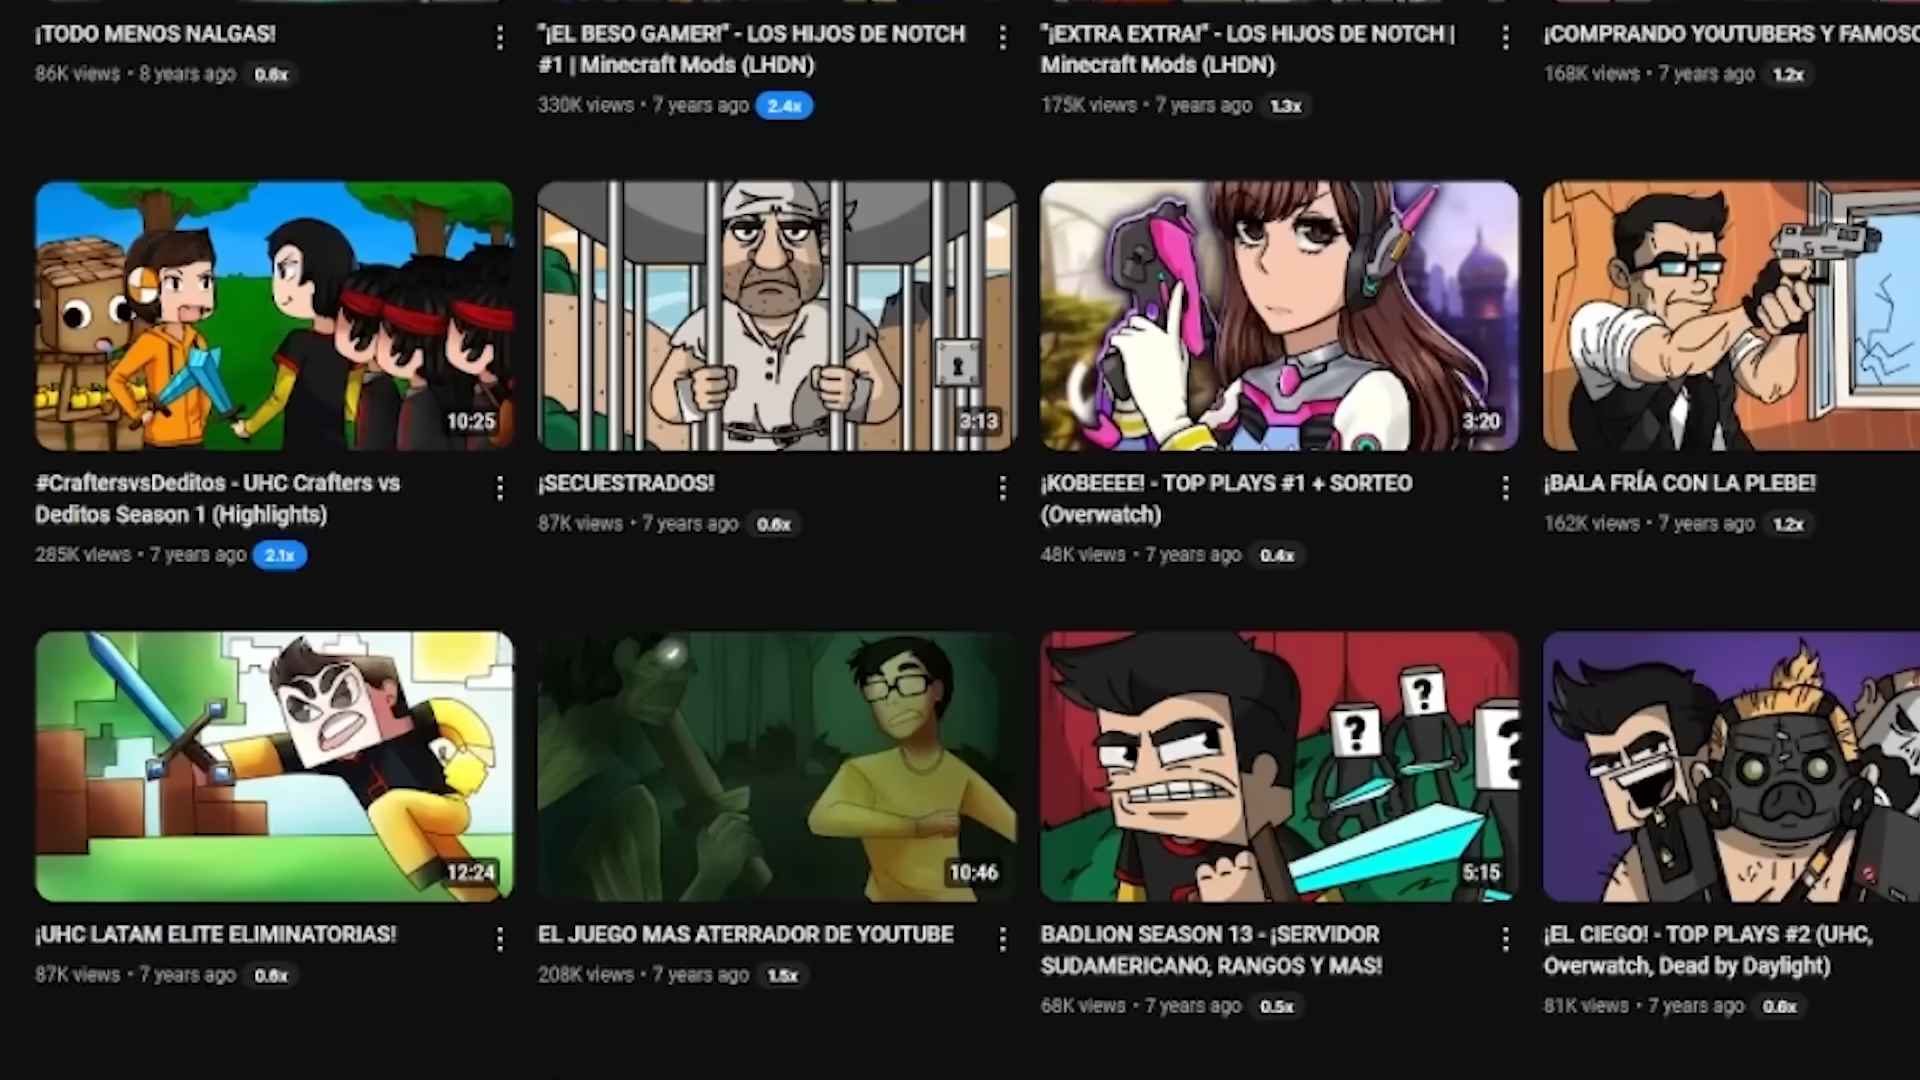 ¡TODO MENOS NALGAS!
86K views • 8 years ago 0.6x
"¡EL BESO GAMER!" - LOS HIJOS DE NOTCH
#1 | Minecraft Mods (LHDN)
330K views • 7 years ago 2.4x
"¡EXTRA EXTRA!" - LOS HIJOS DE NOTCH |
Minecraft Mods (LHDN)
175K views • 7 years ago 1.3x
¡COMPRANDO YOUTUBERS Y FAMOSO
168K views • 7 years ago 1.2x
10:25
#CraftersvsDeditos - UHC Crafters vs
Deditos Season 1 (Highlights)
285K views • 7 years ago 2.1x
3:13
¡SECUESTRADOS!
87K views • 7 years ago 0.6x
3:20
¡KOBEEEE! - TOP PLAYS #1 + SORTEO
(Overwatch)
48K views • 7 years ago 0.4x
¡BALA FRÍA CON LA PLEBE!
162K views • 7 years ago 1.2x
12:24
¡UHC LATAM ELITE ELIMINATORIAS!
87K views • 7 years ago 0.6x
10:46
EL JUEGO MAS ATERRADOR DE YOUTUBE
208K views • 7 years ago 1.5x
? ? ?
5:15
BADLION SEASON 13 - ¡SERVIDOR
SUDAMERICANO, RANGOS Y MAS!
68K views • 7 years ago 0.5x
¡EL CIEGO! - TOP PLAYS #2 (UHC,
Overwatch, Dead by Daylight)
81K views • 7 years ago 0.6x